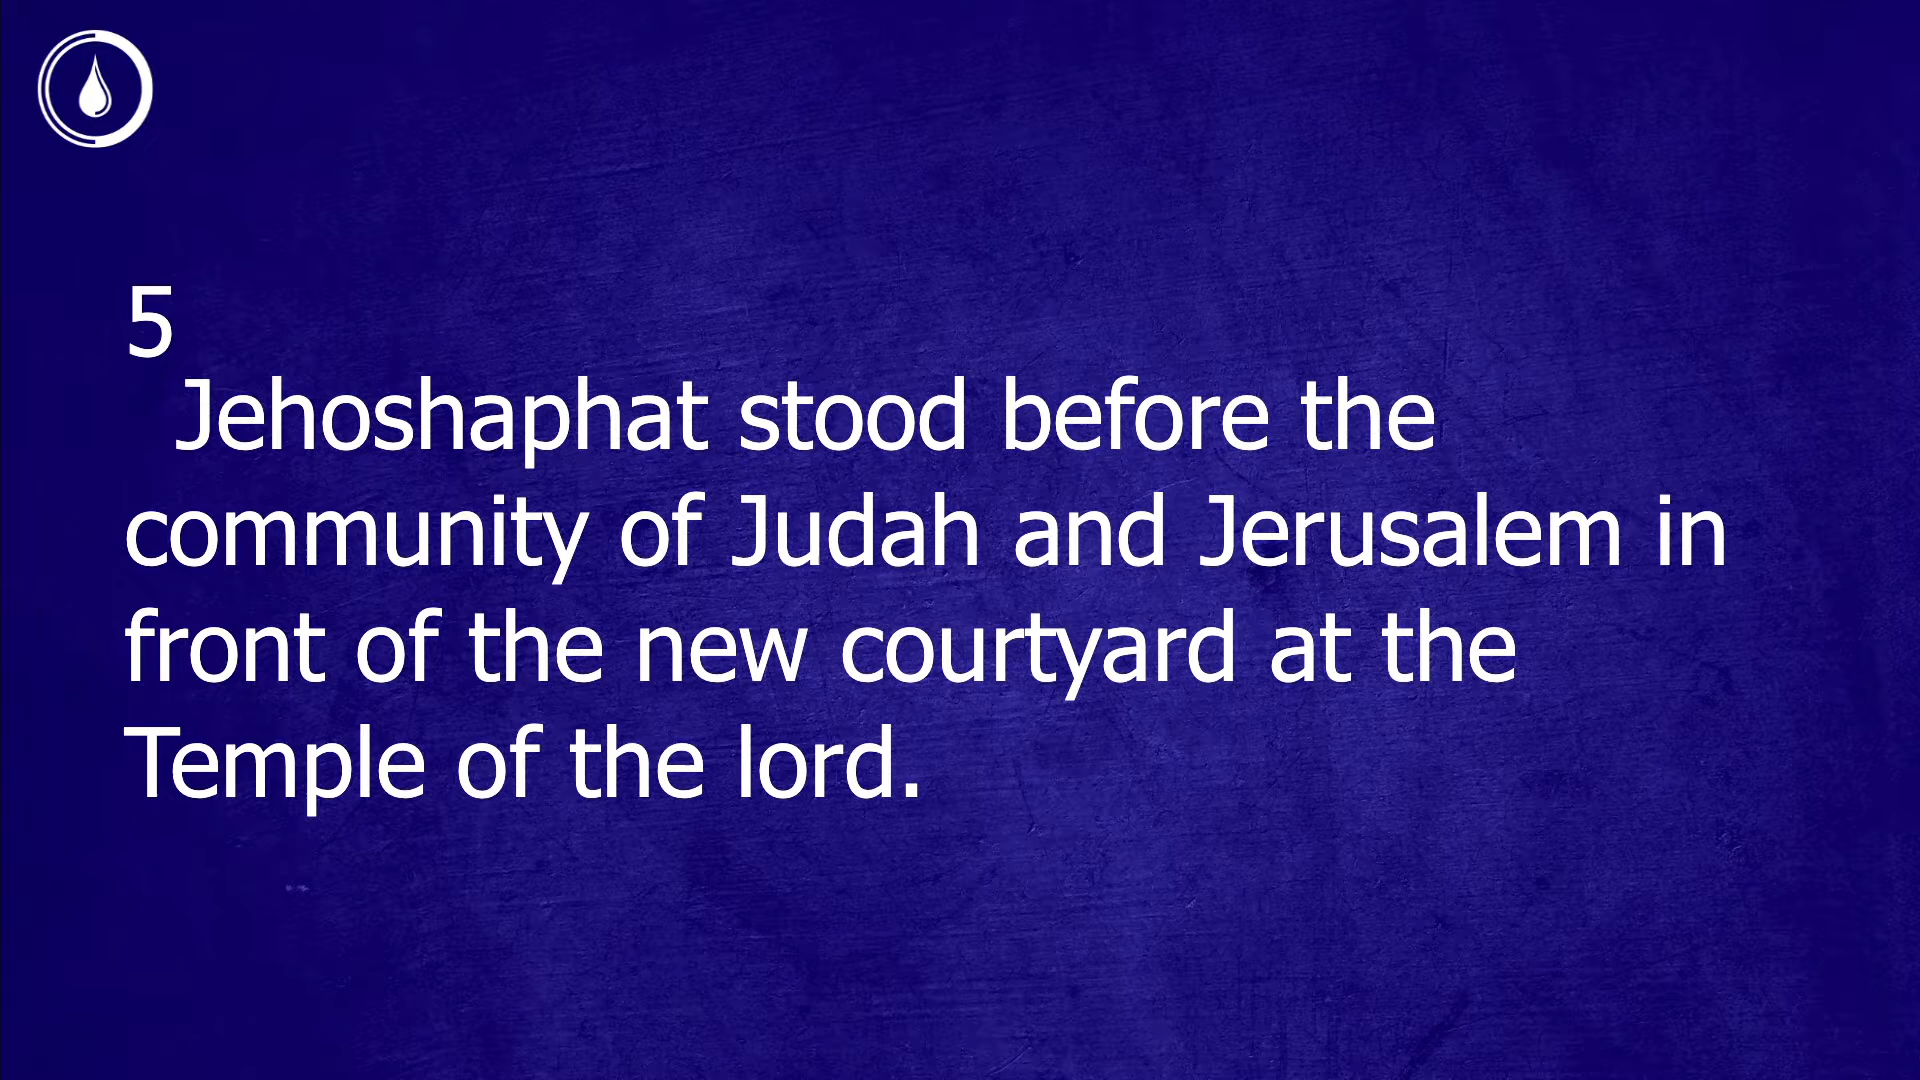 5
Jehoshaphat stood before the
community of Judah and Jerusalem in
front of the new courtyard at the
Temple of the lord.